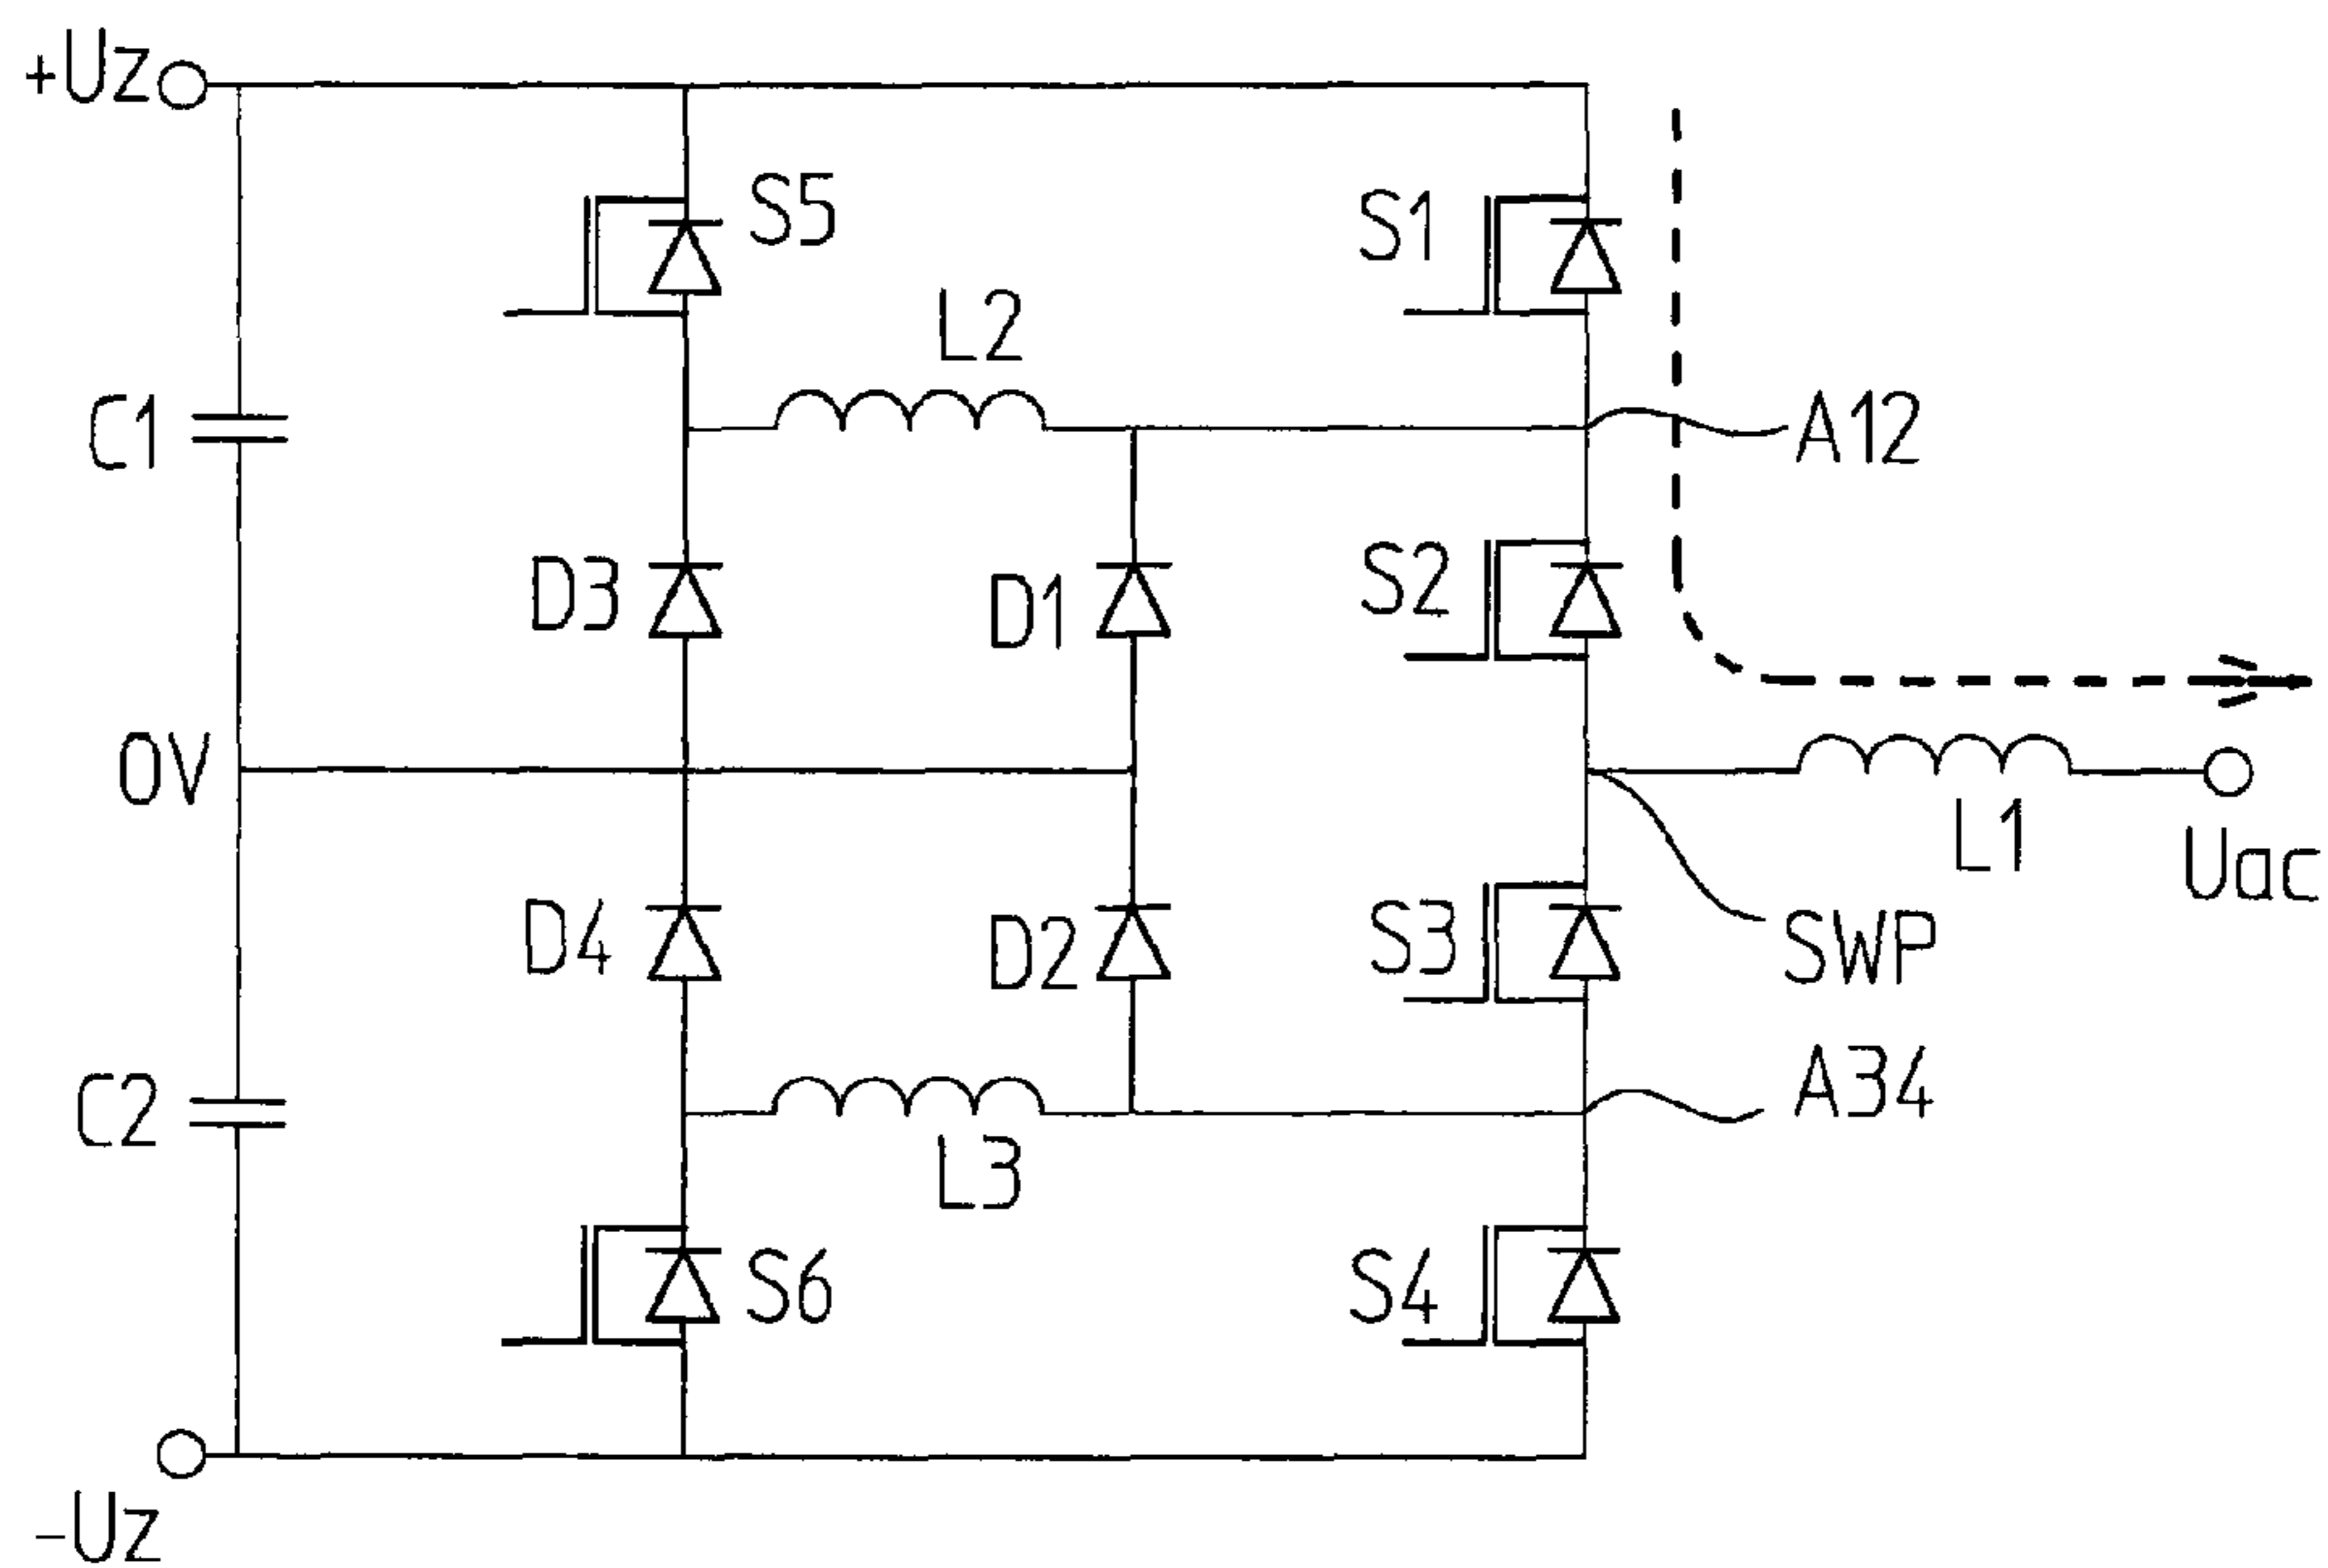 +Uz
S5
S1
L2
C1
A12
D3
D1
S2
0V
L1
Uac
D4
D2
S3
SWP
C2
A34
L3
S6
S4
-Uz